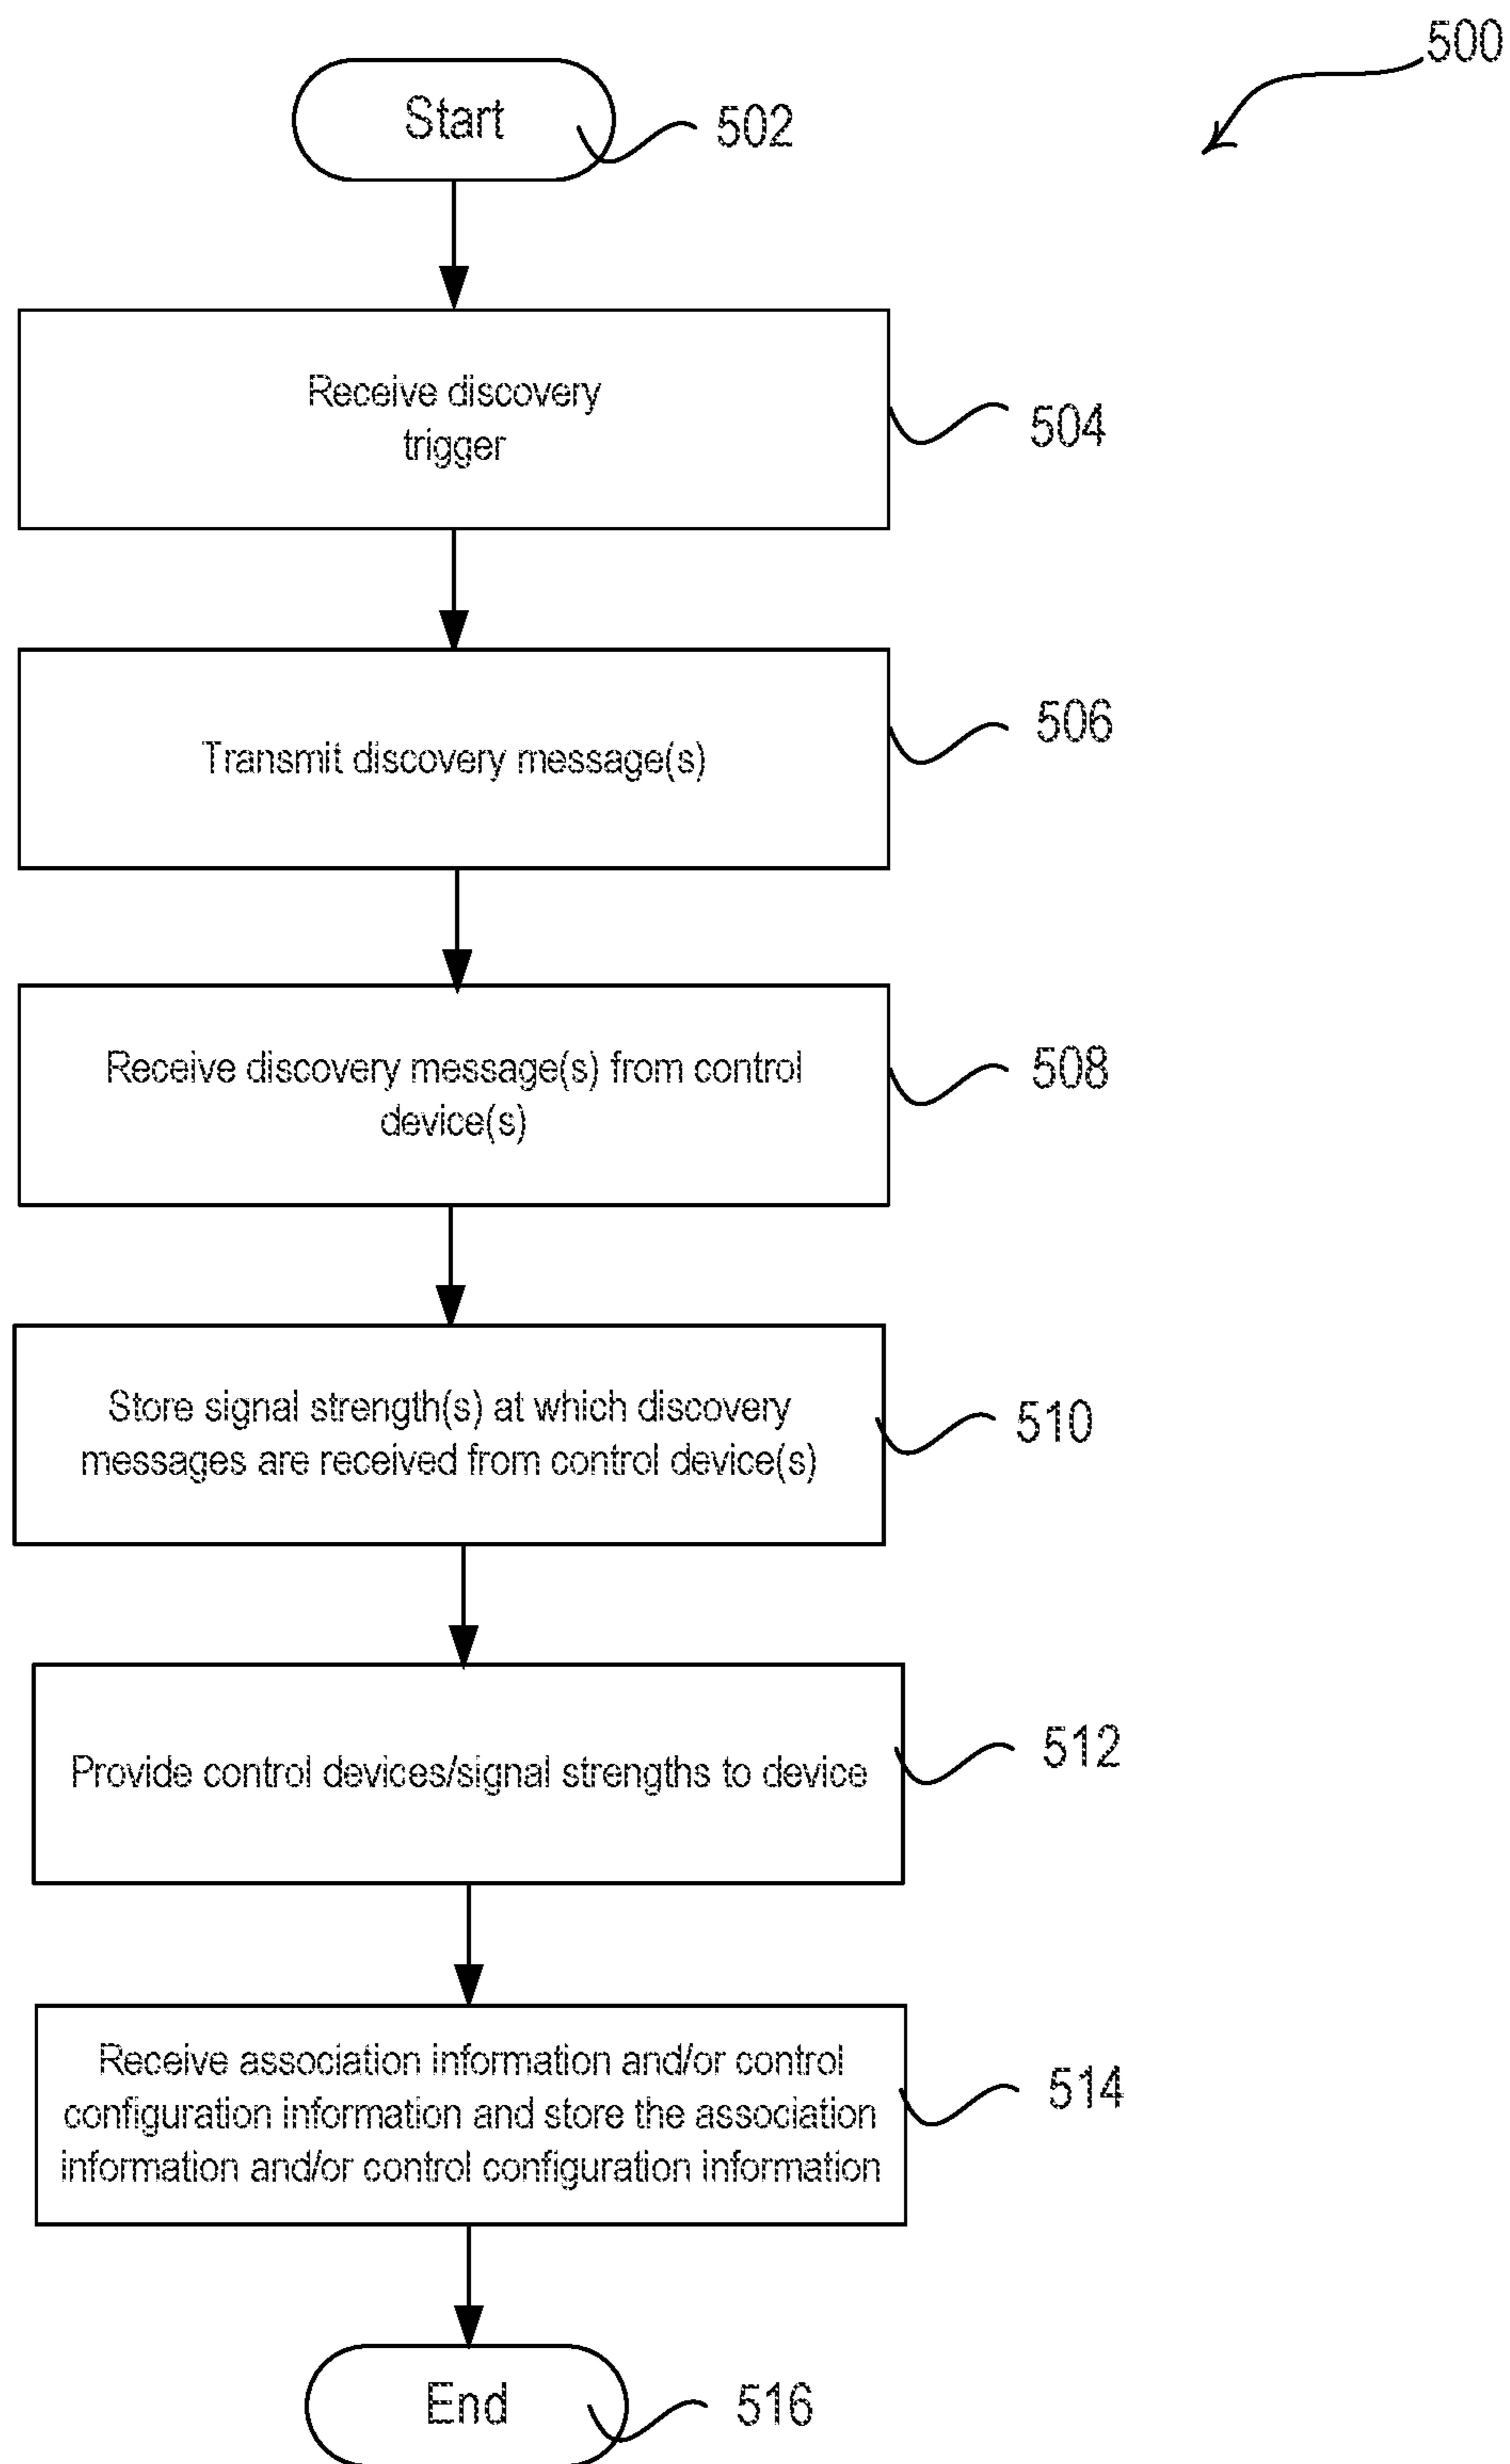 500
Start
502
Receive discovery
trigger
504
Transmit discovery message(s)
506
Receive discovery message(s) from control
device(s)
508
Store signal strength(s) at which discovery
messages are received from control device(s)
510
Provide control devices/signal strengths to device
512
Receive association information and/or control
configuration information and store the association
information and/or control configuration information
514
End
516